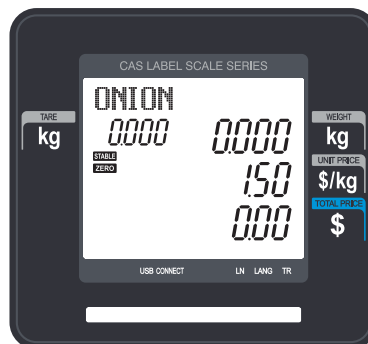 CAS LABEL SCALE SERIES
ONION
TARE
kg
0.000
0.000
WEIGHT
kg
STABLE
ZERO
1.50
UNIT PRICE
$/kg
0.00
TOTAL PRICE
$
USB CONNECT LN LANG TR